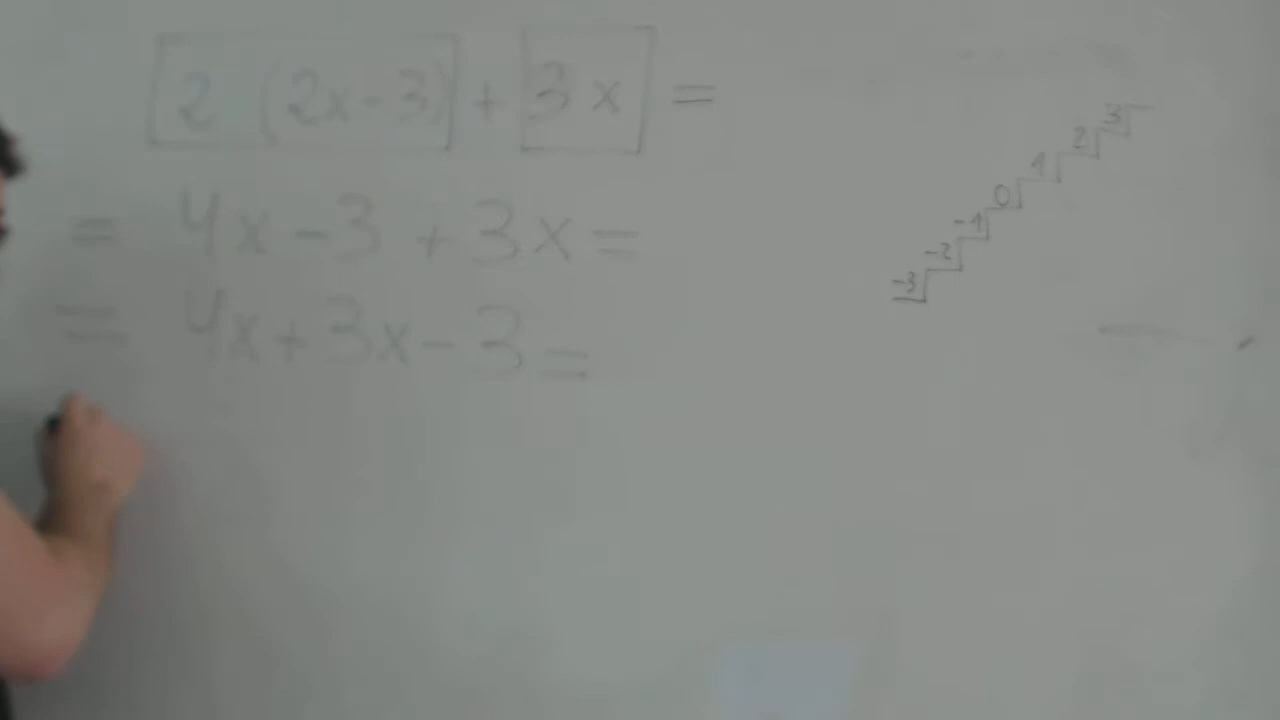 2 (2x-3) + 3x =
= 4x-3 + 3x =
= 4x + 3x - 3 =
3
2
1
0
-1
-2
-3